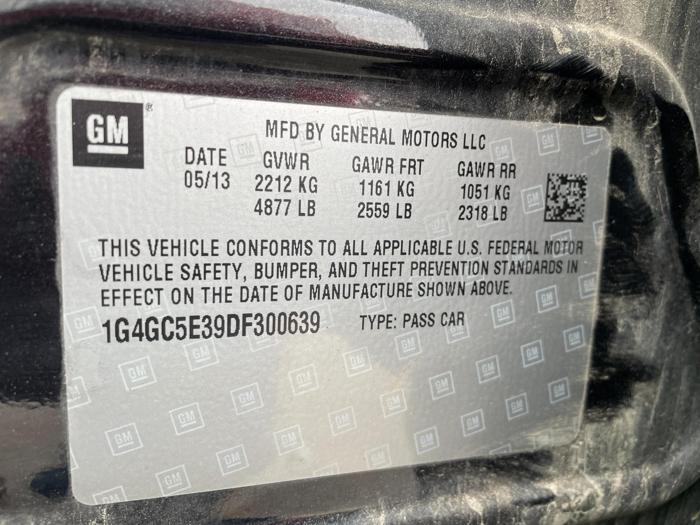 GM ®
MFD BY GENERAL MOTORS LLC
DATE GVWR GAWR FRT GAWR RR
05/13 2212 KG 1161 KG 1051 KG
4877 LB 2559 LB 2318 LB
THIS VEHICLE CONFORMS TO ALL APPLICABLE U.S. FEDERAL MOTOR
VEHICLE SAFETY, BUMPER, AND THEFT PREVENTION STANDARDS IN
EFFECT ON THE DATE OF MANUFACTURE SHOWN ABOVE.
1G4GC5E39DF300639 TYPE: PASS CAR